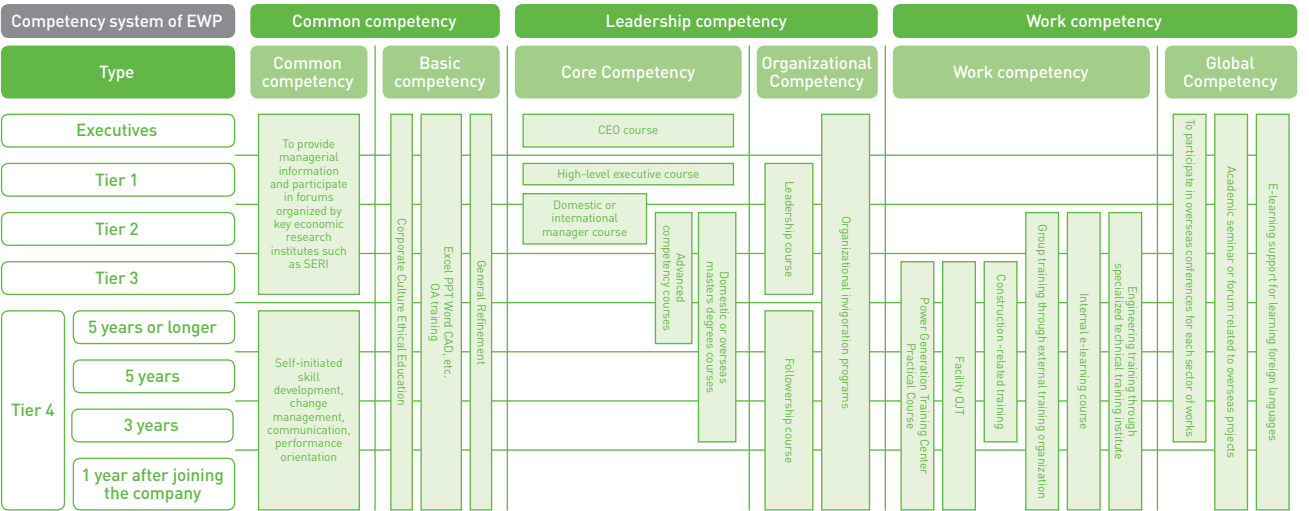 Competency system of EWP
Common competency
Leadership competency
Work competency
Type
Common
competency
Basic
competency
Core Competency
Organizational
Competency
Work competency
Global
Competency
Executives
Tier 1
Tier 2
Tier 3
Tier 4
5 years or longer
5 years
3 years
1 year after joining
the company
To provide
managerial
information
and participate
in forums
organized by
key economic
research
institutes such
as SERI
Self-initiated
skill
development,
change
management,
communication,
performance
orientation
Corporate Culture Ethical Education
Excel PPT Word CAD, etc.
OA training
General Refinement
CEO course
High-level executive course
Domestic or
international
manager course
Advanced
competency courses
Domestic or overseas
masters degrees courses
Leadership course
Followership course
Organizational invigoration programs
Power Generation Training Center
Practical Course
Facility OJT
Construction -related training
Group training through external training organization
Internal e-learning course
Engineering training through
specialized technical training institute
To participate in overseas conferences for each sector of works
Academic seminar or forum related to overseas projects
E-learning support for learning foreign languages